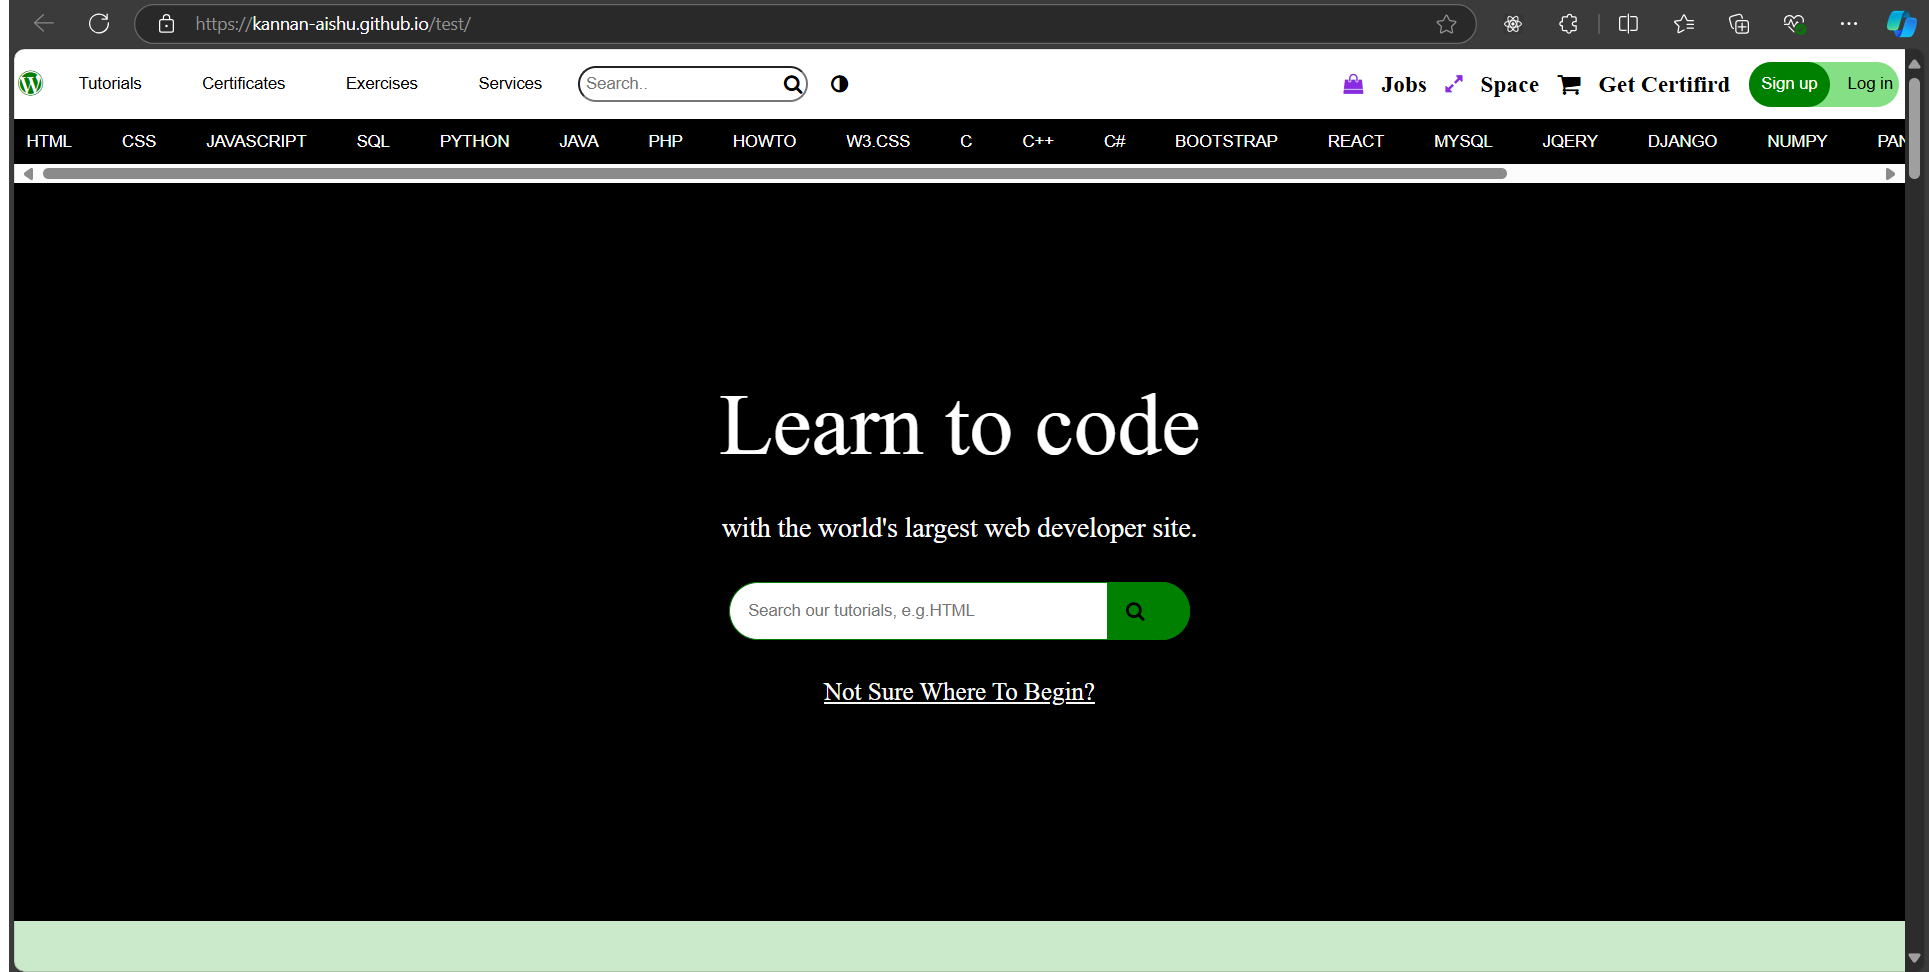 https://kannan-aishu.github.io/test/
Tutorials Certificates Exercises Services Search.. Jobs Space Get Certifird Sign up Log in
HTML CSS JAVASCRIPT SQL PYTHON JAVA PHP HOWTO W3.CSS C C++ C# BOOTSTRAP REACT MYSQL JQERY DJANGO NUMPY PAN
Learn to code
with the world's largest web developer site.
Search our tutorials, e.g.HTML
Not Sure Where To Begin?